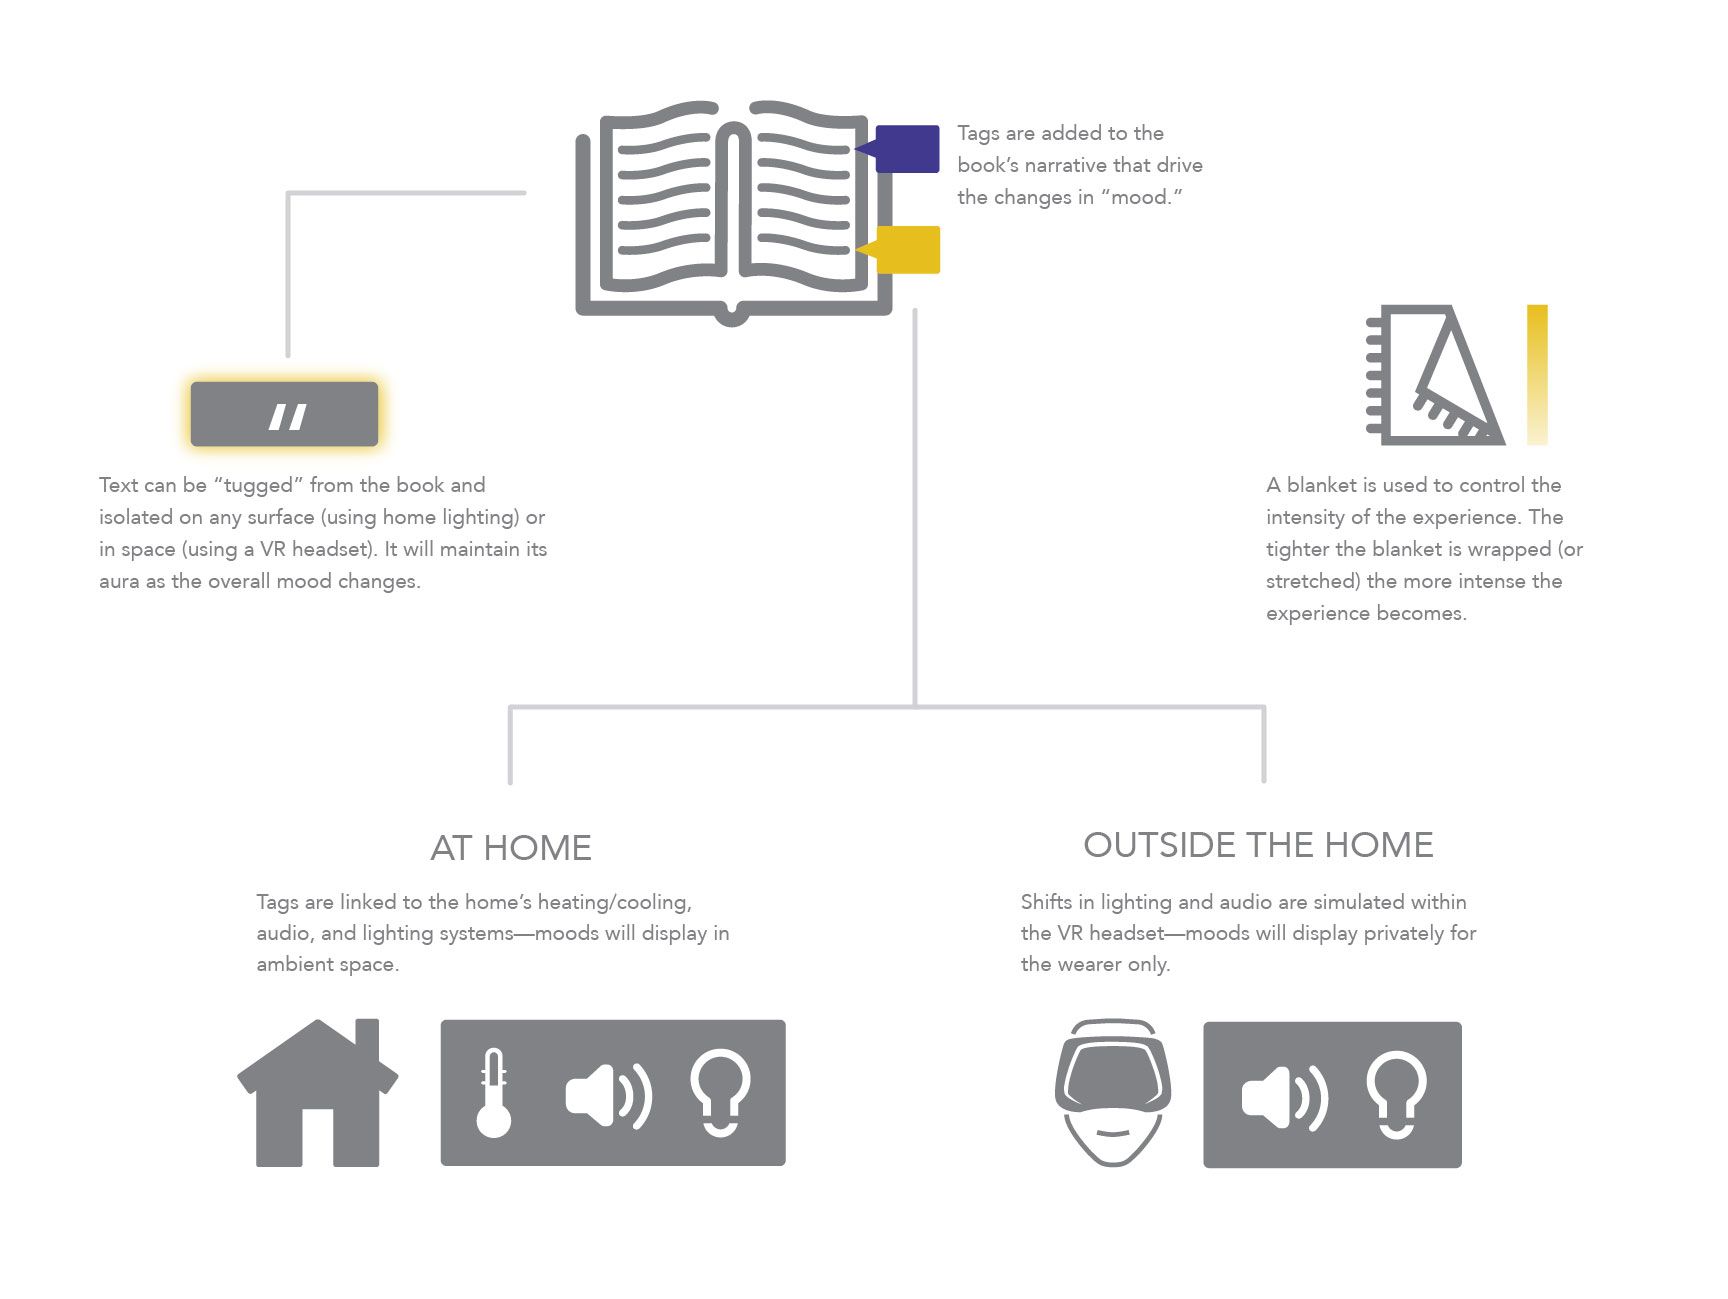 Tags are added to the
book’s narrative that drive
the changes in “mood.”
Text can be “tugged” from the book and
isolated on any surface (using home lighting) or
in space (using a VR headset). It will maintain its
aura as the overall mood changes.
A blanket is used to control the
intensity of the experience. The
tighter the blanket is wrapped (or
stretched) the more intense the
experience becomes.
AT HOME
Tags are linked to the home’s heating/cooling,
audio, and lighting systems—moods will display in
ambient space.
OUTSIDE THE HOME
Shifts in lighting and audio are simulated within
the VR headset—moods will display privately for
the wearer only.